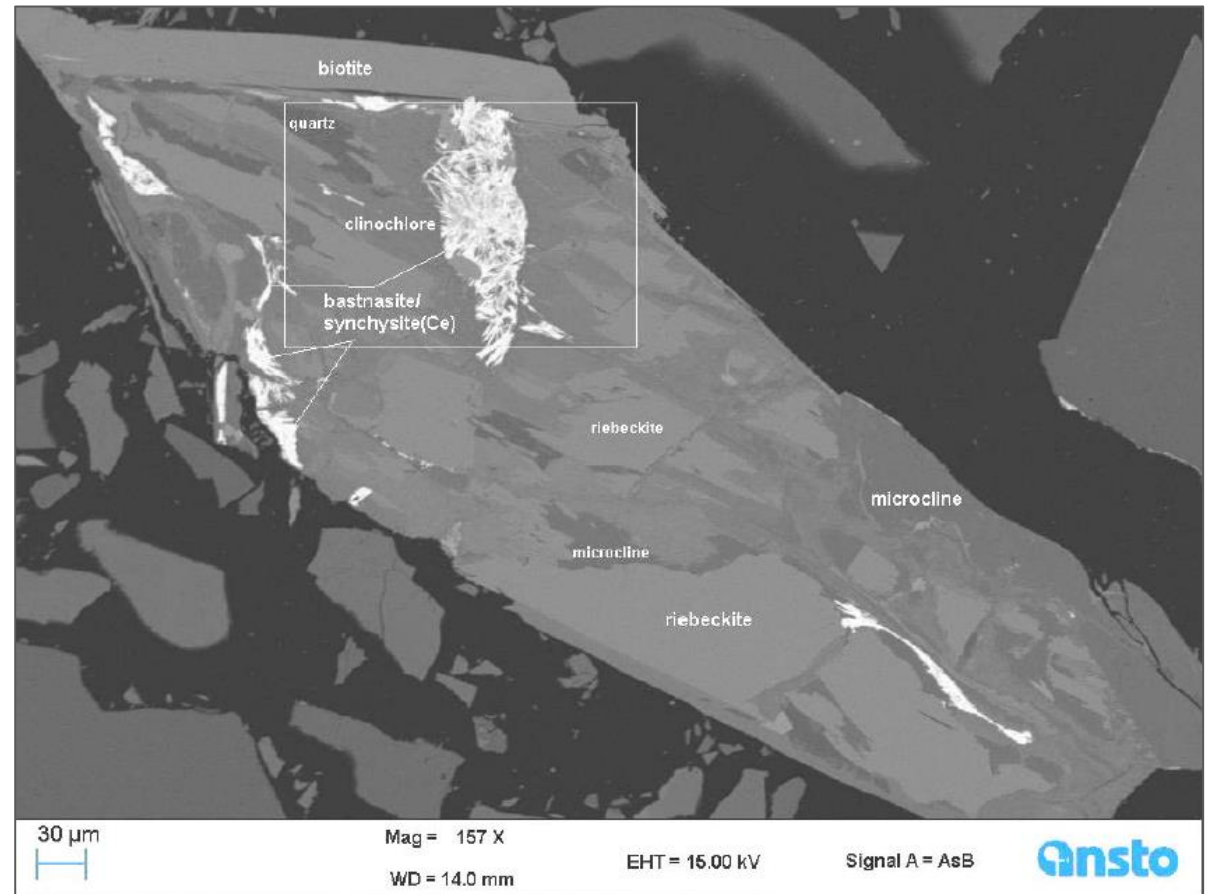 biotite
quartz
clinochlore
bastnasite/
synchysite(Ce)
riebeckite
microcline
microcline
riebeckite
30 µm
Mag = 157 X
WD = 14.0 mm
EHT = 15.00 kV
Signal A = AsB
ansto